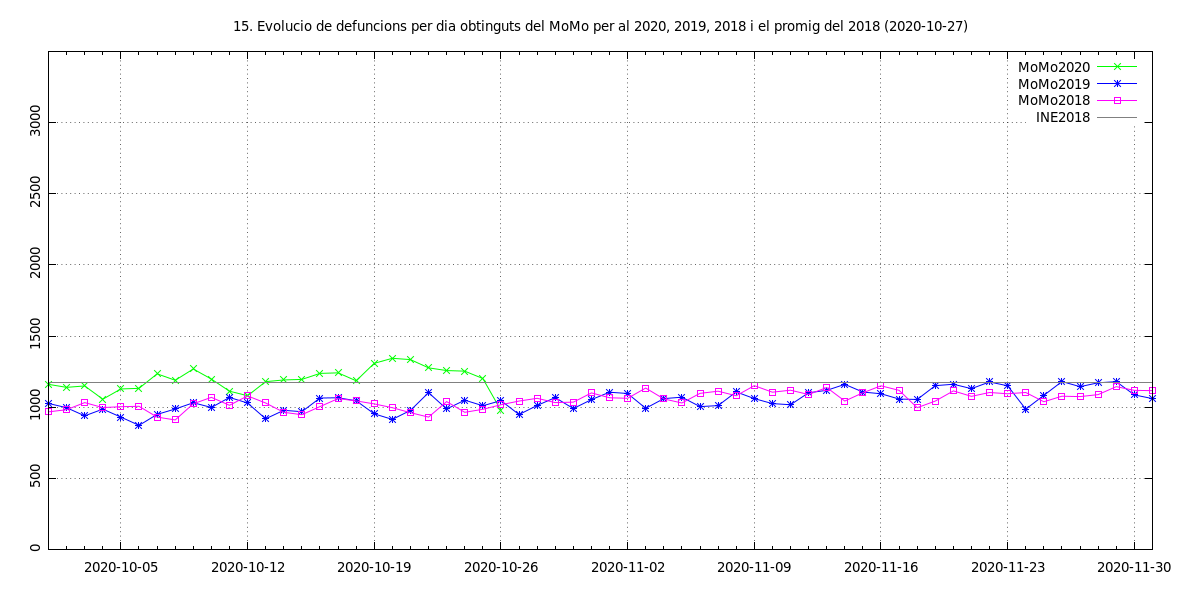 15. Evolucio de defuncions per dia obtinguts del MoMo per al 2020, 2019, 2018 i el promig del 2018 (2020-10-27)
MoMo2020
MoMo2019
MoMo2018
INE2018
3000
2500
2000
1500
1000
500
0
2020-10-05 2020-10-12 2020-10-19 2020-10-26 2020-11-02 2020-11-09 2020-11-16 2020-11-23 2020-11-30